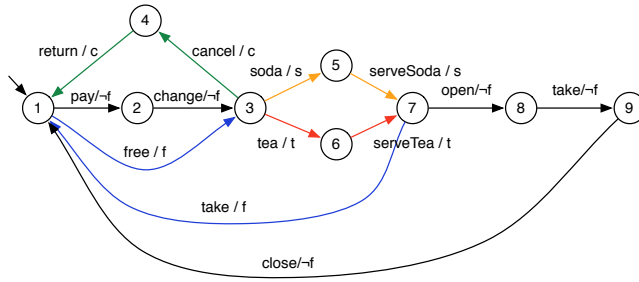 4
return / c
cancel / c
soda / s
5
serveSoda / s
1
pay/¬f
2
change/¬f
3
7
open/¬f
8
take/¬f
9
free / f
tea / t
6
serveTea / t
take / f
close/¬f